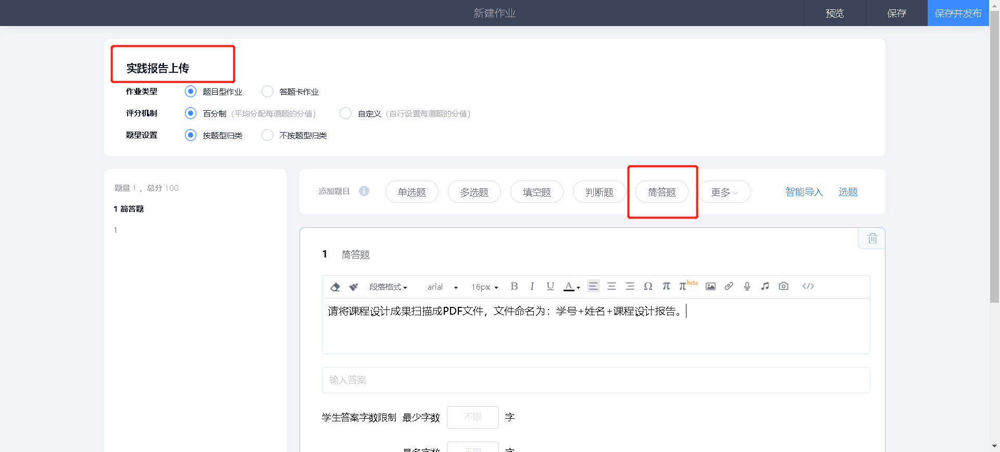 新建作业
预览
保存
保存并发布
实践报告上传
作业类型 题目型作业 答题卡作业
评分机制 百分制（平均分配每道题的分值） 自定义（自行设置每道题的分值）
题型设置 按题型归类 不按题型归类
题量 1 ，总分 100
1 简答题
1
添加题目 单选题 多选题 填空题 判断题 简答题 更多 智能导入 选题
1 简答题
段落格式 arial 16px B I U A Ω π πbeta </>
请将课程设计成果扫描成PDF文件，文件命名为：学号+姓名+课程设计报告。
输入答案
学生答案字数限制 最少字数 不限 字
最多字数 不限 字